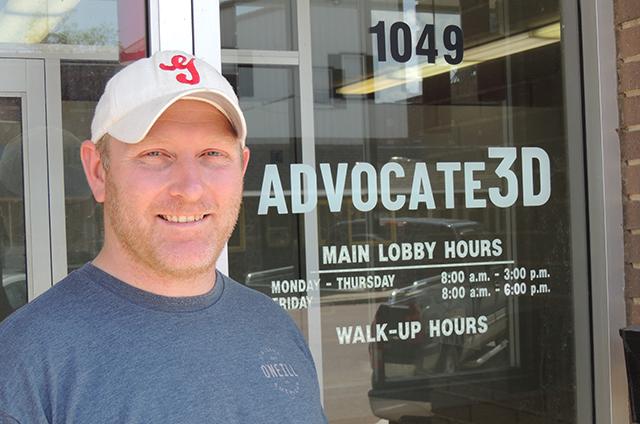 1049
ADVOCATE3D
MAIN LOBBY HOURS
MONDAY - THURSDAY 8:00 a.m. - 3:00 p.m.
FRIDAY 8:00 a.m. - 6:00 p.m.
WALK-UP HOURS
O'NEILL